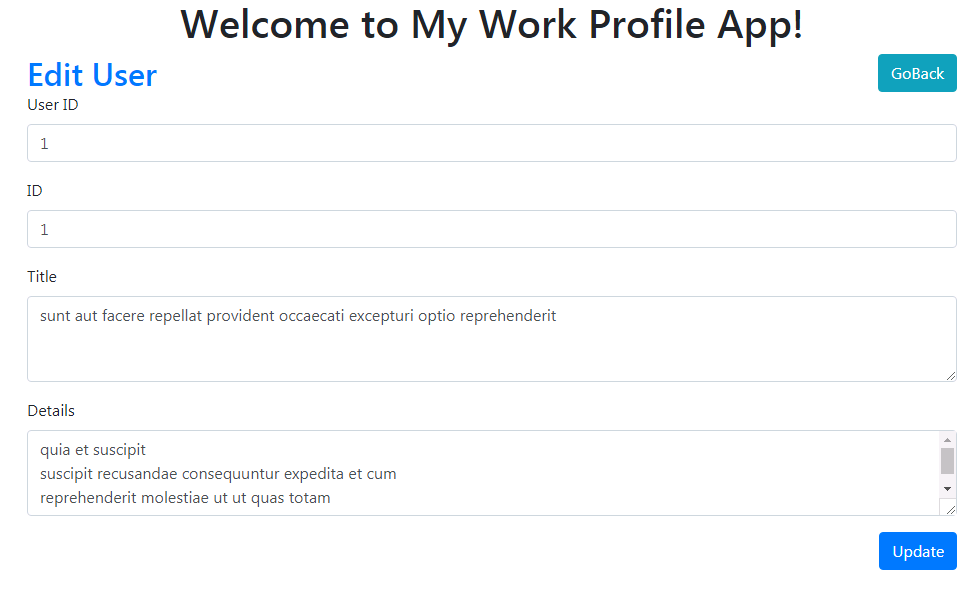 Welcome to My Work Profile App!
Edit User
GoBack
User ID
1
ID
1
Title
sunt aut facere repellat provident occaecati excepturi optio reprehenderit
Details
quia et suscipit
suscipit recusandae consequuntur expedita et cum
reprehenderit molestiae ut ut quas totam
Update